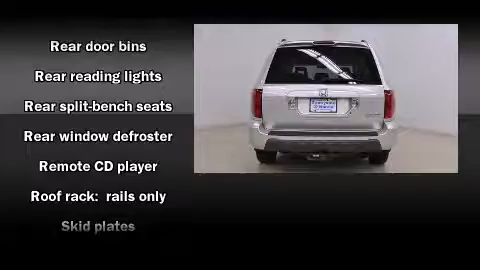 Rear door bins
Rear reading lights
Rear split-bench seats
Rear window defroster
Remote CD player
Roof rack:  rails only
Skid plates